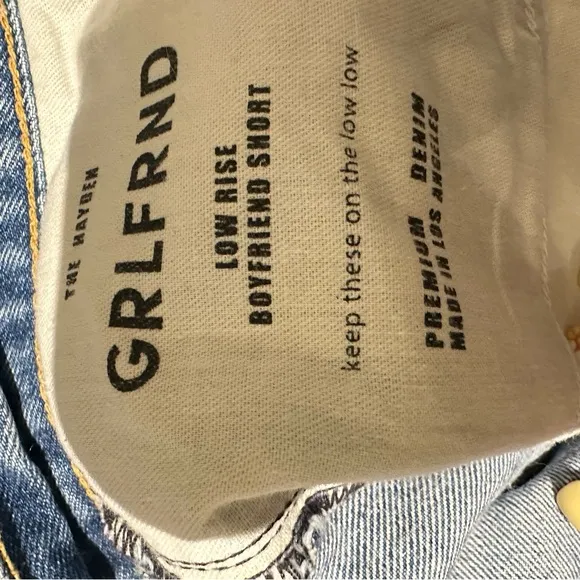 THE HAYDEN
GRLFRND
LOW RISE
BOYFRIEND SHORT
keep these on the low low
PREMIUM DENIM
MADE IN LOS ANGELES